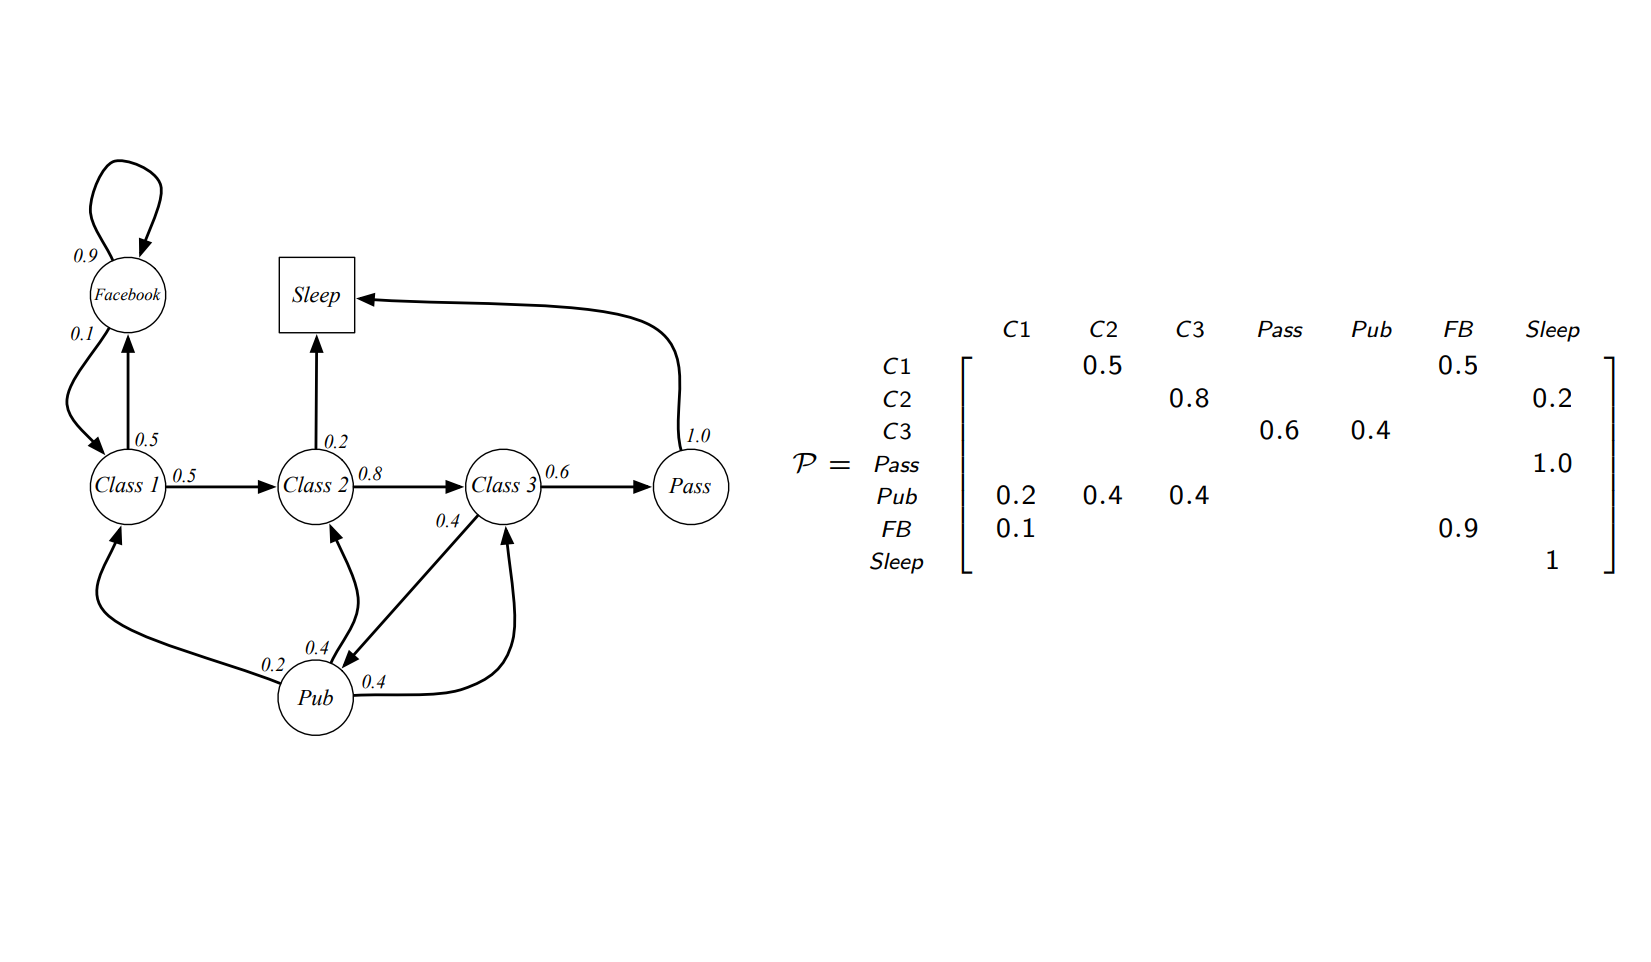 0.9
Facebook
0.1
Sleep
0.5
Class 1
0.5
0.2
Class 2
0.8
Class 3
0.6
0.4
1.0
Pass
0.2
0.4
Pub
0.4
C1 C2 C3 Pass Pub FB Sleep
C1 0.5 0.5
C2 0.8 0.2
C3 0.6 0.4
𝒫 = Pass 1.0
Pub 0.2 0.4 0.4
FB 0.1 0.9
Sleep 1